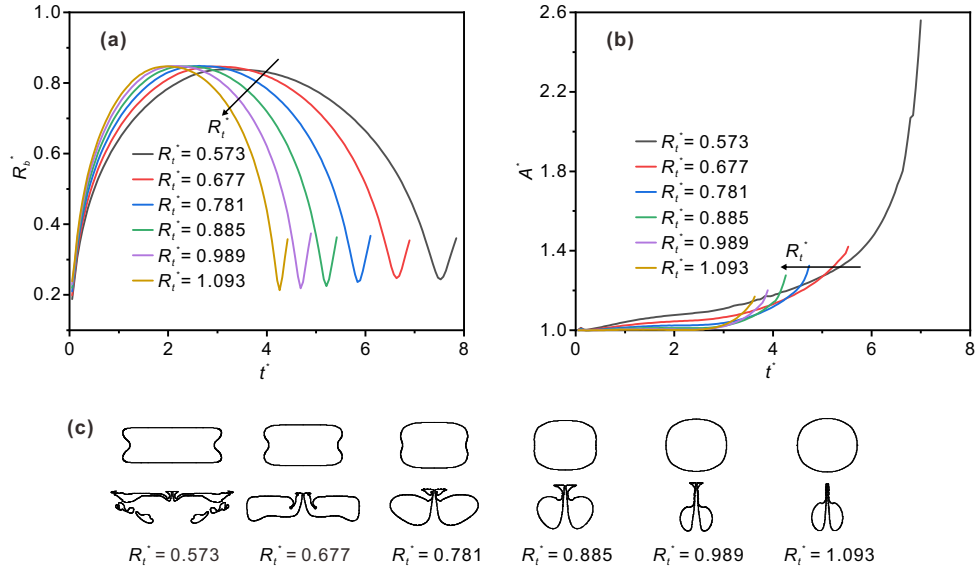 (a)
1.0
0.8
0.6
0.4
0.2
R_b^*
R_t^*
R_t^* = 0.573
R_t^* = 0.677
R_t^* = 0.781
R_t^* = 0.885
R_t^* = 0.989
R_t^* = 1.093
0 2 4 6 8
t^*
(b)
2.6
2.2
1.8
1.4
1.0
A^*
R_t^* = 0.573
R_t^* = 0.677
R_t^* = 0.781
R_t^* = 0.885
R_t^* = 0.989
R_t^* = 1.093
R_t^*
0 2 4 6 8
t^*
(c)
R_t^* = 0.573 R_t^* = 0.677 R_t^* = 0.781 R_t^* = 0.885 R_t^* = 0.989 R_t^* = 1.093